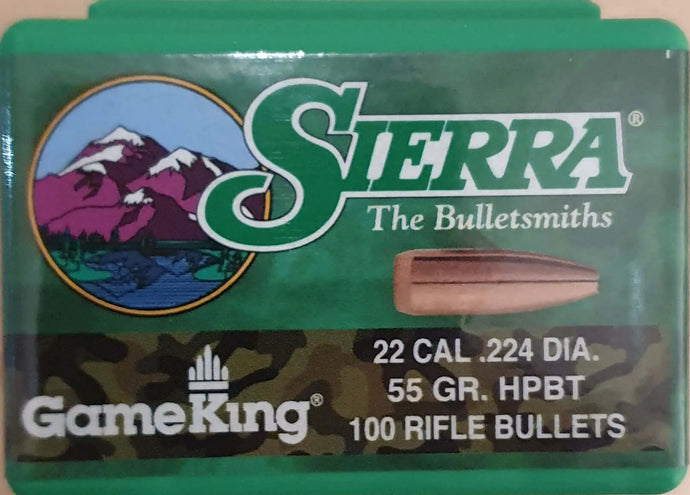 SIERRA®
The Bulletsmiths
22 CAL .224 DIA.
55 GR. HPBT
100 RIFLE BULLETS
GameKing®